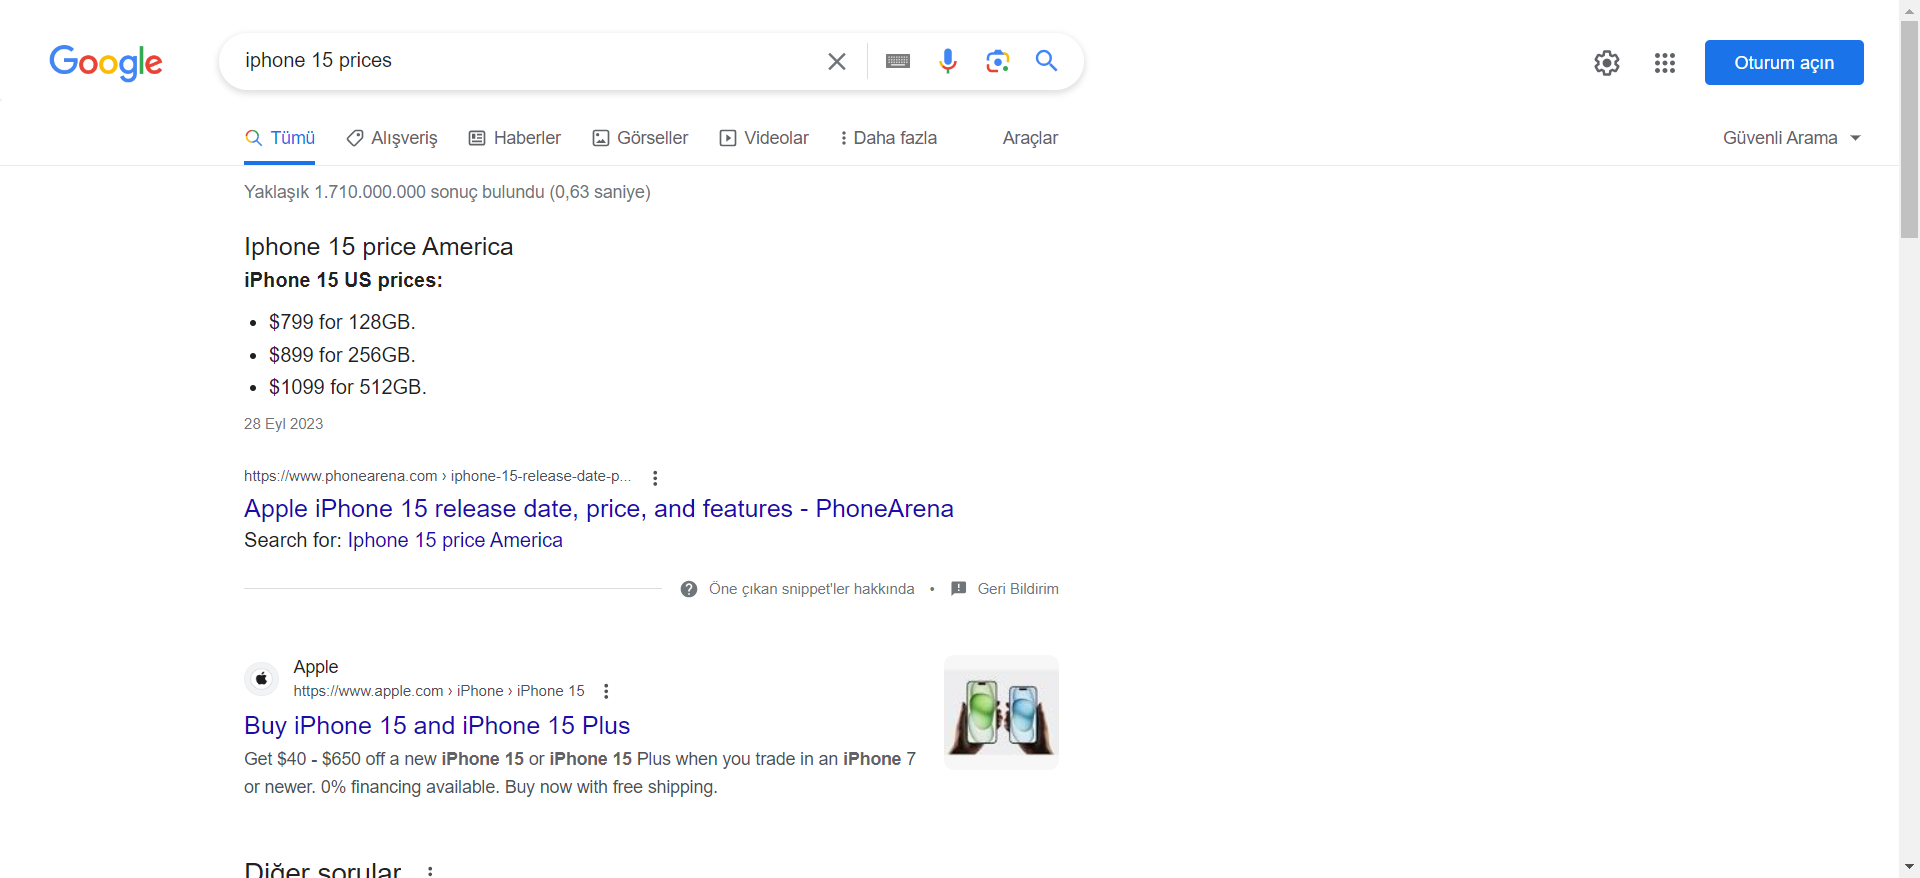 Google
iphone 15 prices
Oturum açın
Tümü Alışveriş Haberler Görseller Videolar Daha fazla Araçlar Güvenli Arama
Yaklaşık 1.710.000.000 sonuç bulundu (0,63 saniye)
Iphone 15 price America
iPhone 15 US prices:
• $799 for 128GB.
• $899 for 256GB.
• $1099 for 512GB.
28 Eyl 2023
https://www.phonearena.com › iphone-15-release-date-p...
Apple iPhone 15 release date, price, and features - PhoneArena
Search for: Iphone 15 price America
Öne çıkan snippet'ler hakkında • Geri Bildirim
Apple
https://www.apple.com › iPhone › iPhone 15
Buy iPhone 15 and iPhone 15 Plus
Get $40 - $650 off a new iPhone 15 or iPhone 15 Plus when you trade in an iPhone 7
or newer. 0% financing available. Buy now with free shipping.
Diğer sorular